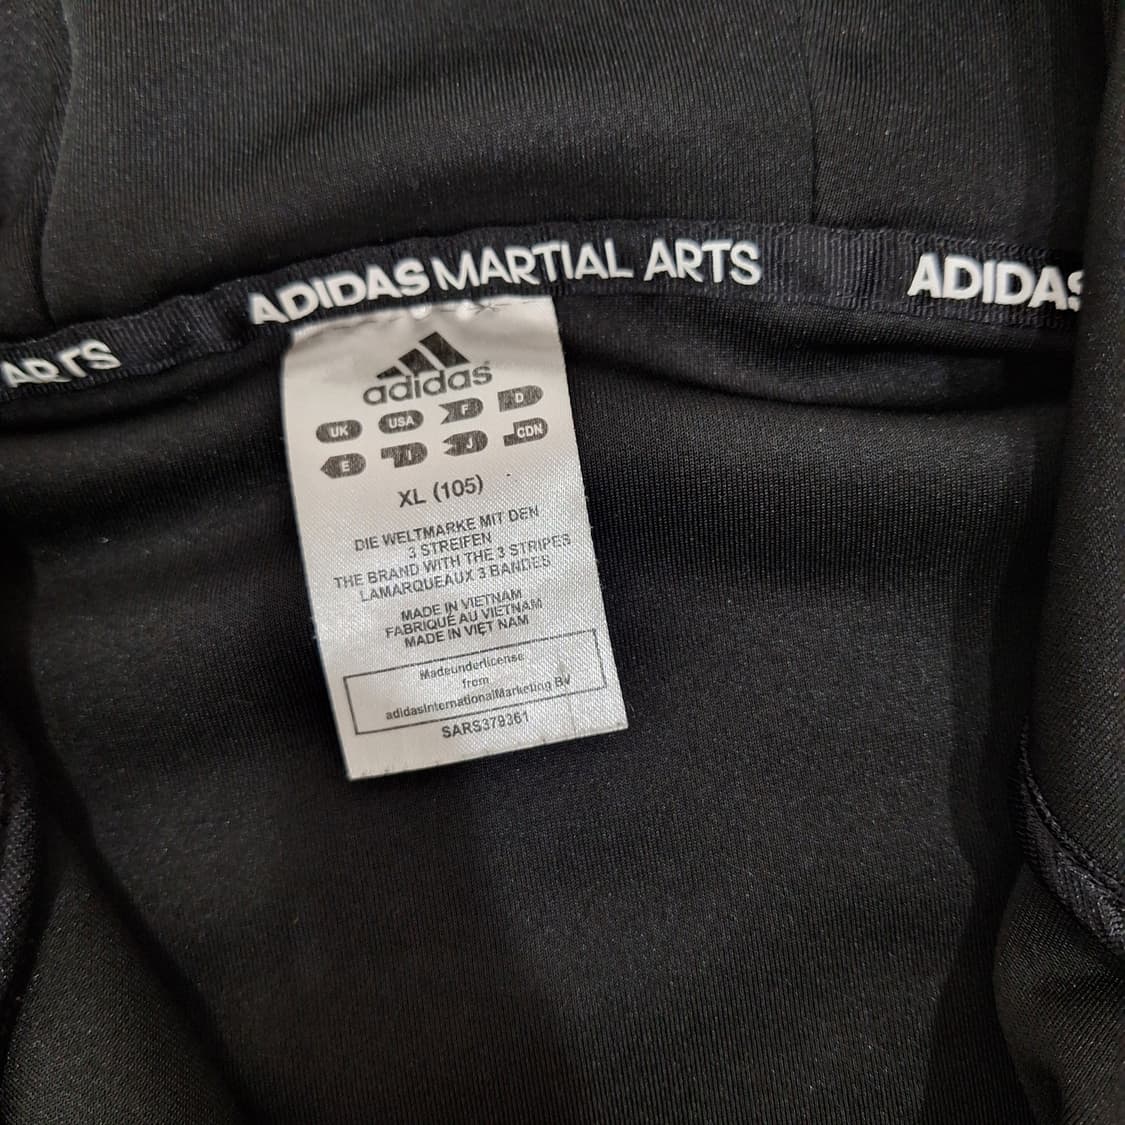 ARTS
ADIDAS MARTIAL ARTS
ADIDAS
adidas
UK USA F D
E I J CDN
XL (105)
DIE WELTMARKE MIT DEN
3 STREIFEN
THE BRAND WITH THE 3 STRIPES
LAMARQUEAUX 3 BANDES
MADE IN VIETNAM
FABRIQUÉ AU VIETNAM
MADE IN VIỆT NAM
Madeunderlicense
from
adidasInternationalMarketing BV
SARS379361